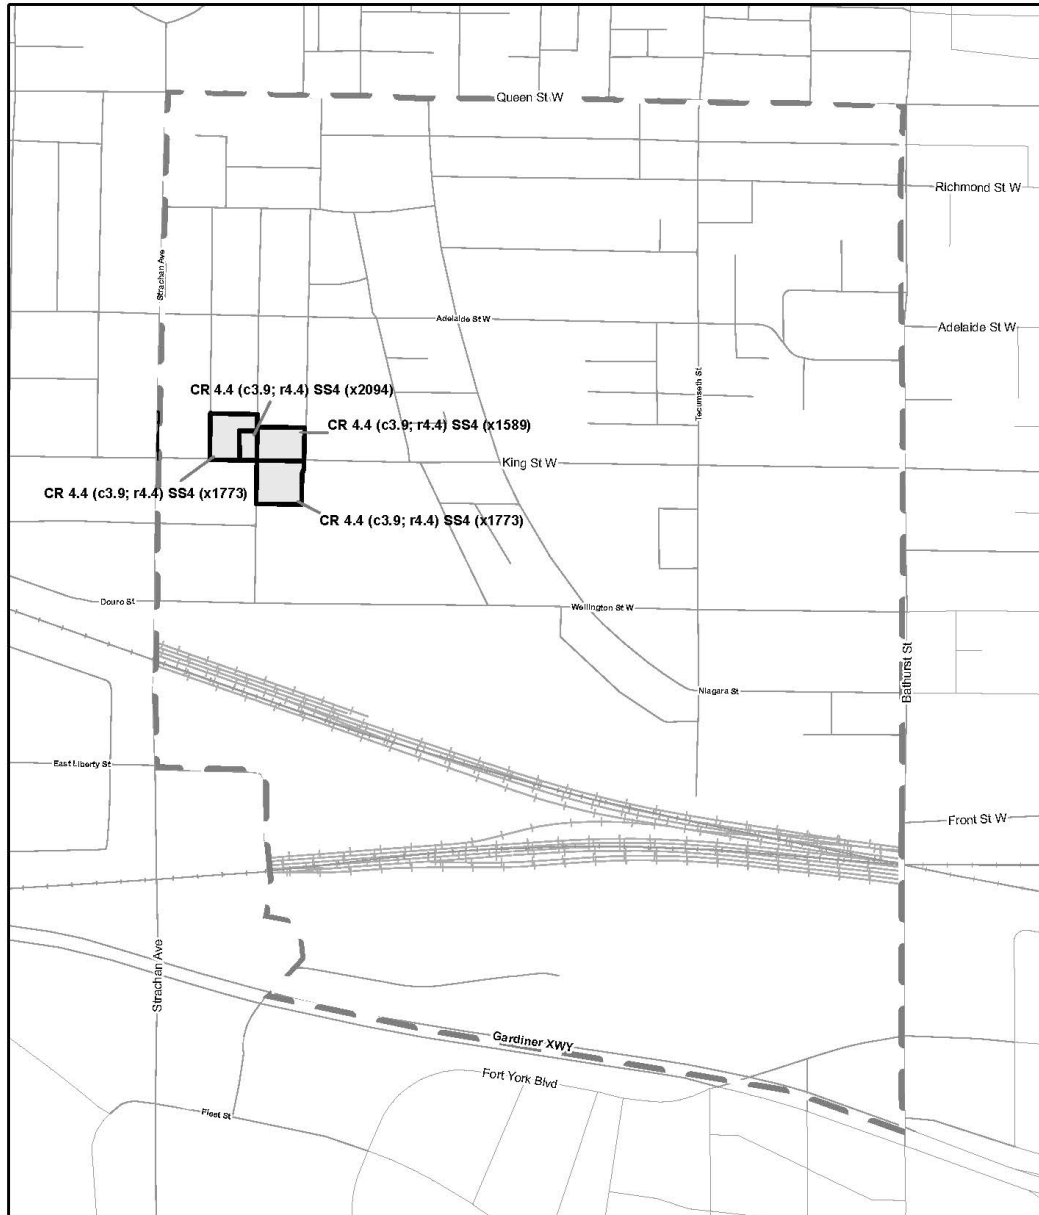 Queen St W
Richmond St W
Strachan Ave
Adelaide St W
Adelaide St W
Tecumseth St
CR 4.4 (c3.9; r4.4) SS4 (x2094)
CR 4.4 (c3.9; r4.4) SS4 (x1589)
King St W
CR 4.4 (c3.9; r4.4) SS4 (x1773)
CR 4.4 (c3.9; r4.4) SS4 (x1773)
Douro St
Wellington St W
Bathurst St
Niagara St
East Liberty St
Front St W
Strachan Ave
Gardiner XWY
Fort York Blvd
Fleet St